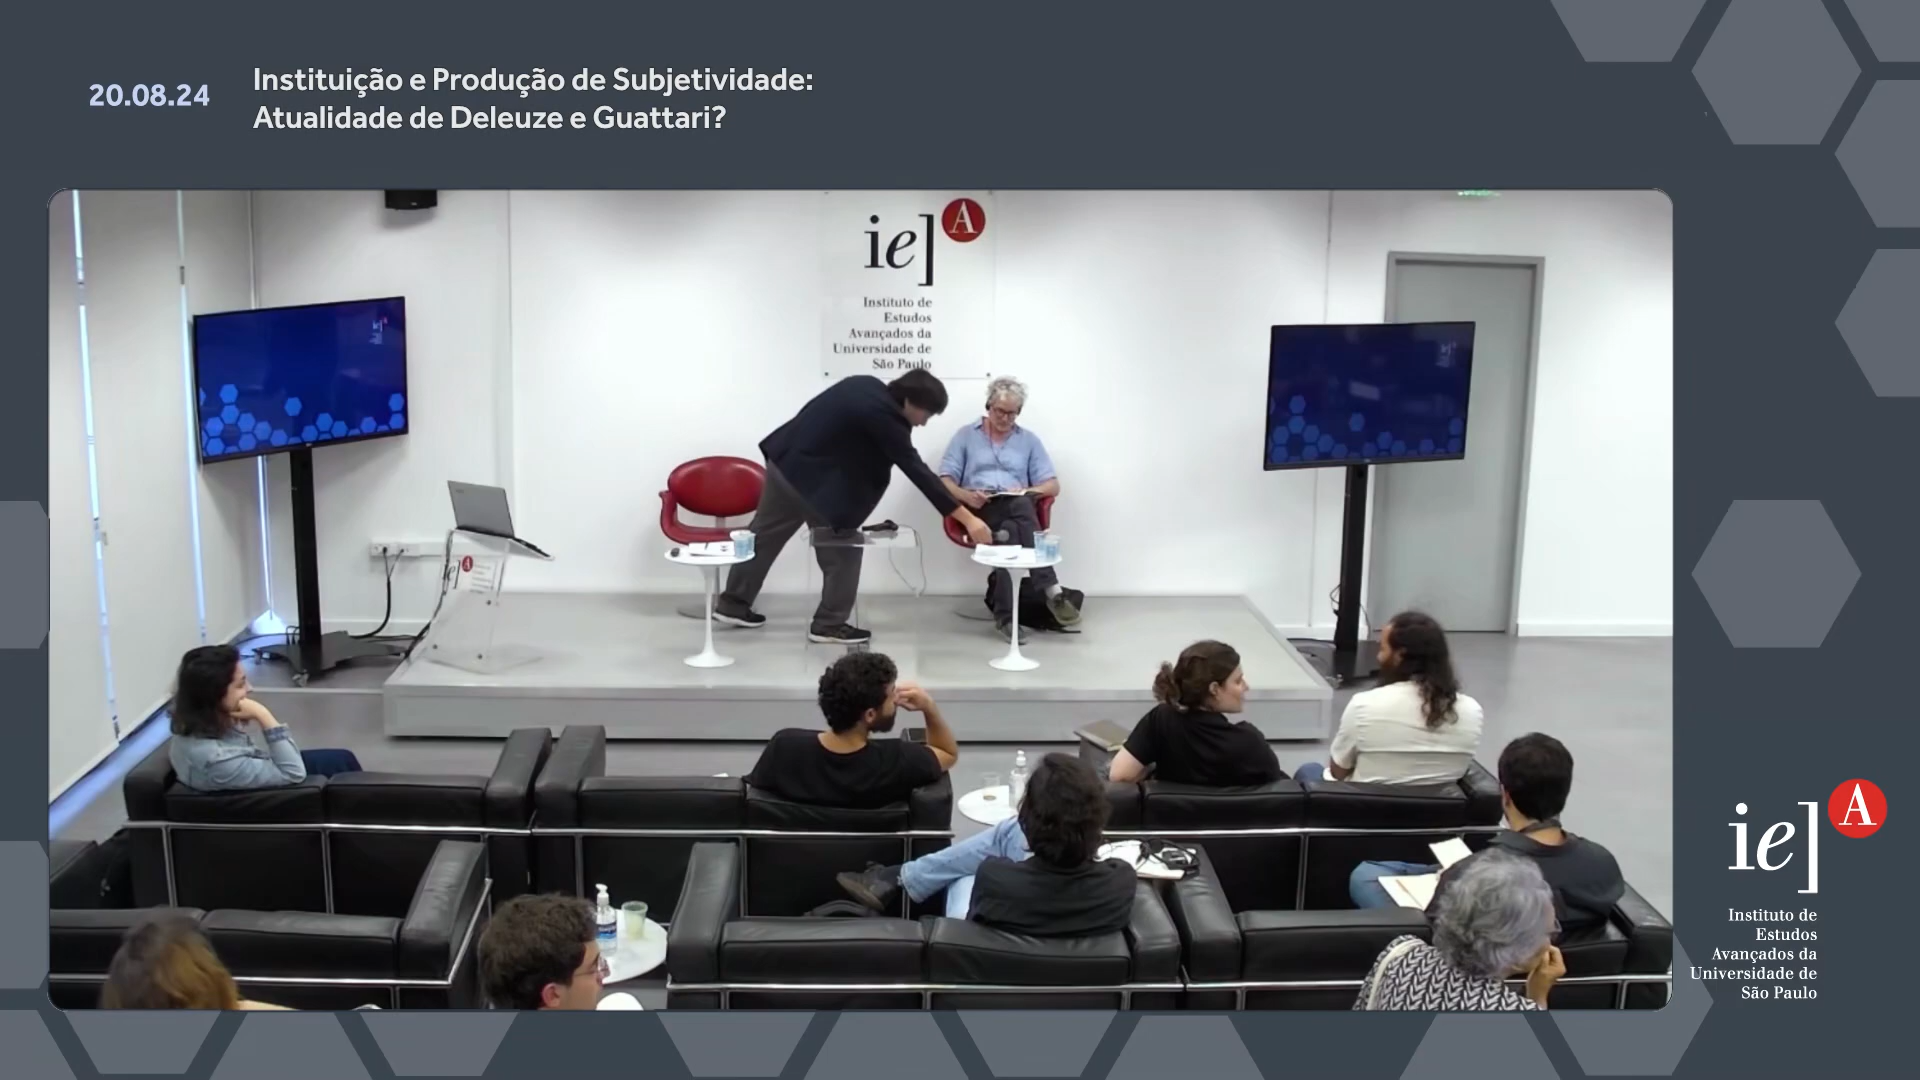 20.08.24
Instituição e Produção de Subjetividade:
Atualidade de Deleuze e Guattari?
ie] A
Instituto de
Estudos
Avançados da
Universidade de
São Paulo
ie] A
ie] A
Instituto de
Estudos
Avançados da
Universidade de
São Paulo